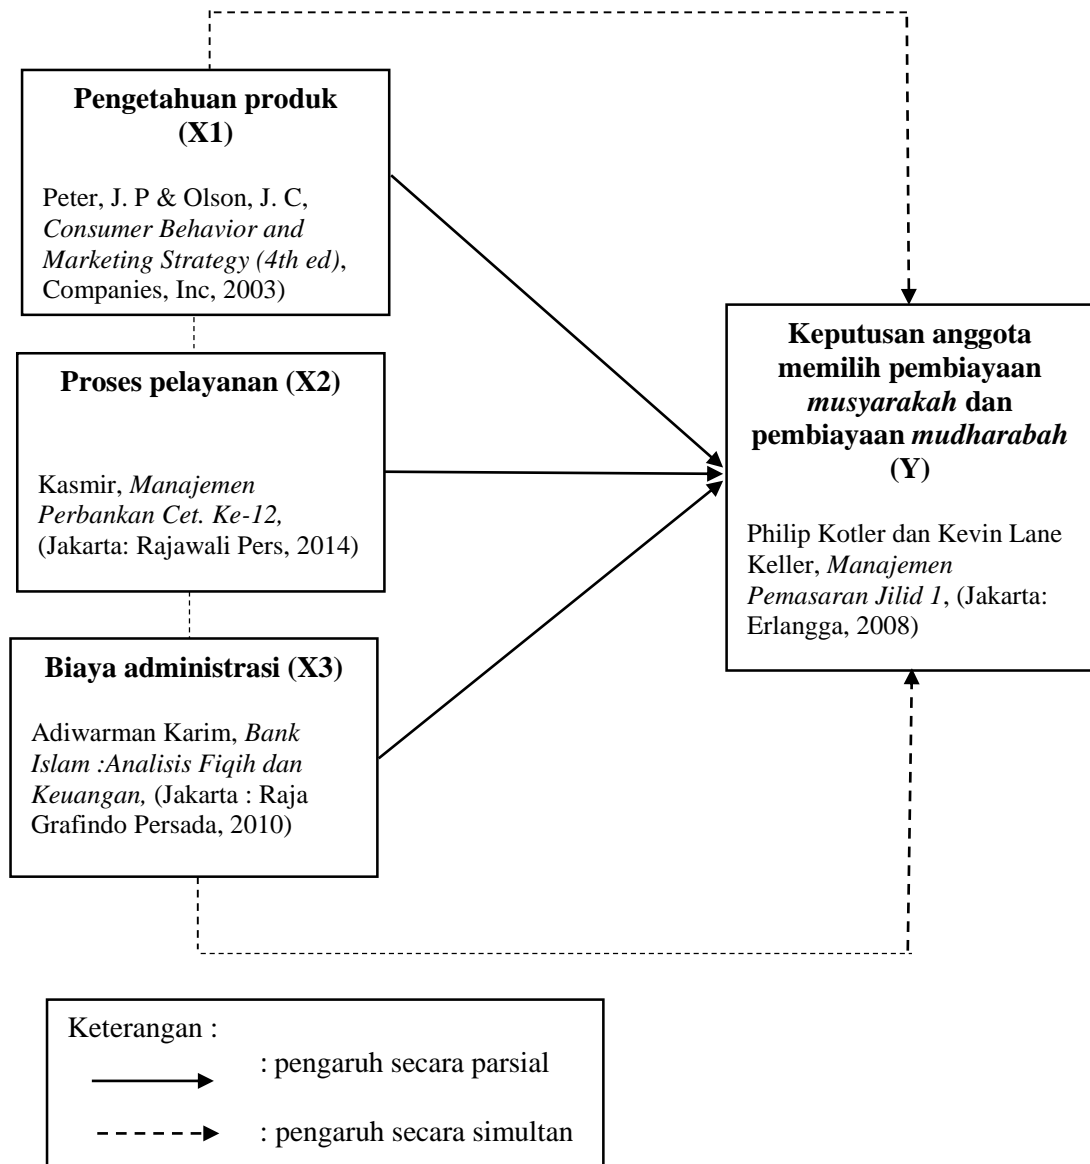 Pengetahuan produk
(X1)
Peter, J. P & Olson, J. C,
Consumer Behavior and
Marketing Strategy (4th ed),
Companies, Inc, 2003)
Proses pelayanan (X2)
Kasmir, Manajemen
Perbankan Cet. Ke-12,
(Jakarta: Rajawali Pers, 2014)
Biaya administrasi (X3)
Adiwarman Karim, Bank
Islam :Analisis Fiqih dan
Keuangan, (Jakarta : Raja
Grafindo Persada, 2010)
Keputusan anggota
memilih pembiayaan
musyarakah dan
pembiayaan mudharabah
(Y)
Philip Kotler dan Kevin Lane
Keller, Manajemen
Pemasaran Jilid 1, (Jakarta:
Erlangga, 2008)
Keterangan :
: pengaruh secara parsial
: pengaruh secara simultan